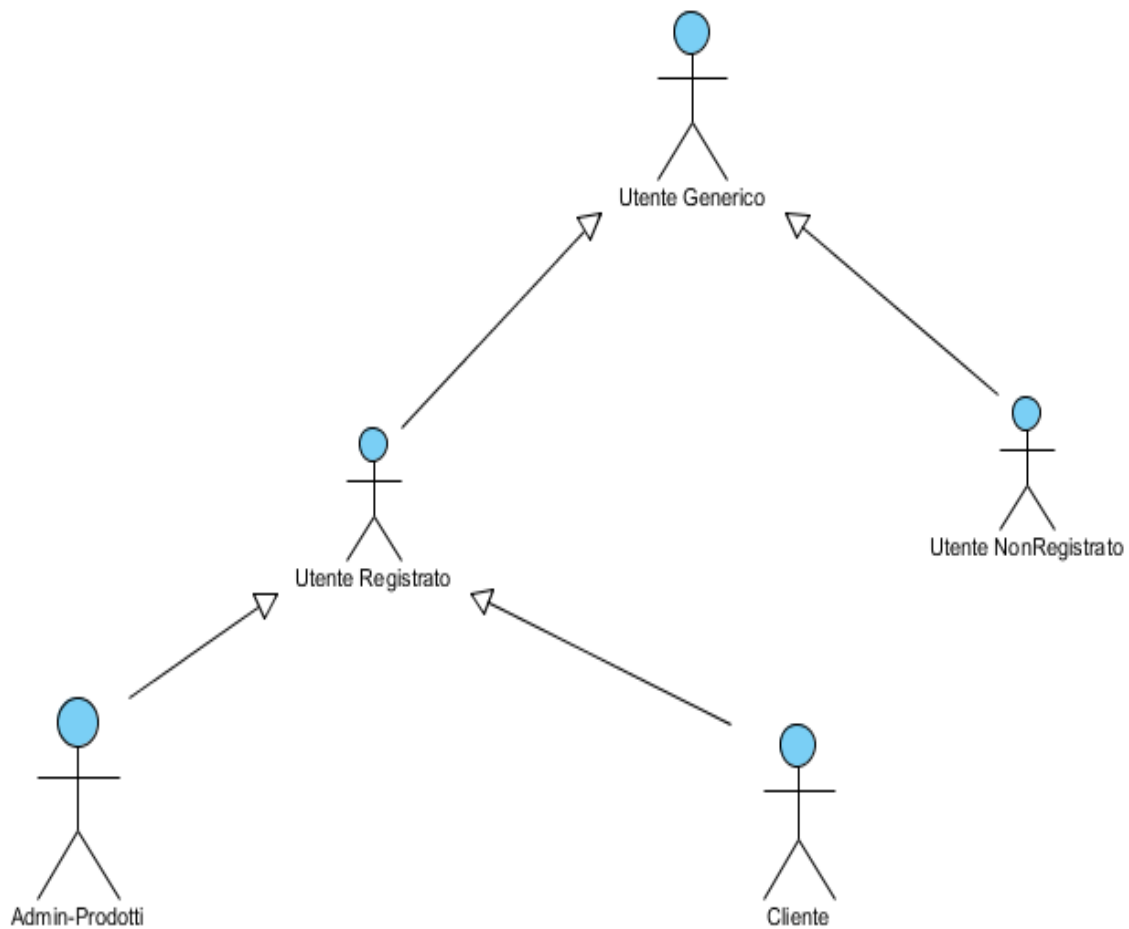 Utente Generico
Utente NonRegistrato
Utente Registrato
Admin-Prodotti
Cliente